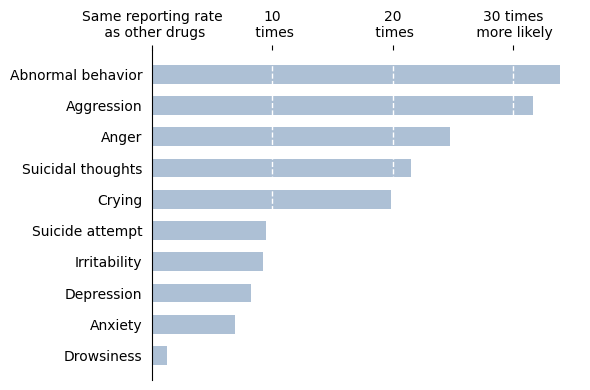 Same reporting rate
as other drugs
10
times
20
times
30 times
more likely
Abnormal behavior
Aggression
Anger
Suicidal thoughts
Crying
Suicide attempt
Irritability
Depression
Anxiety
Drowsiness